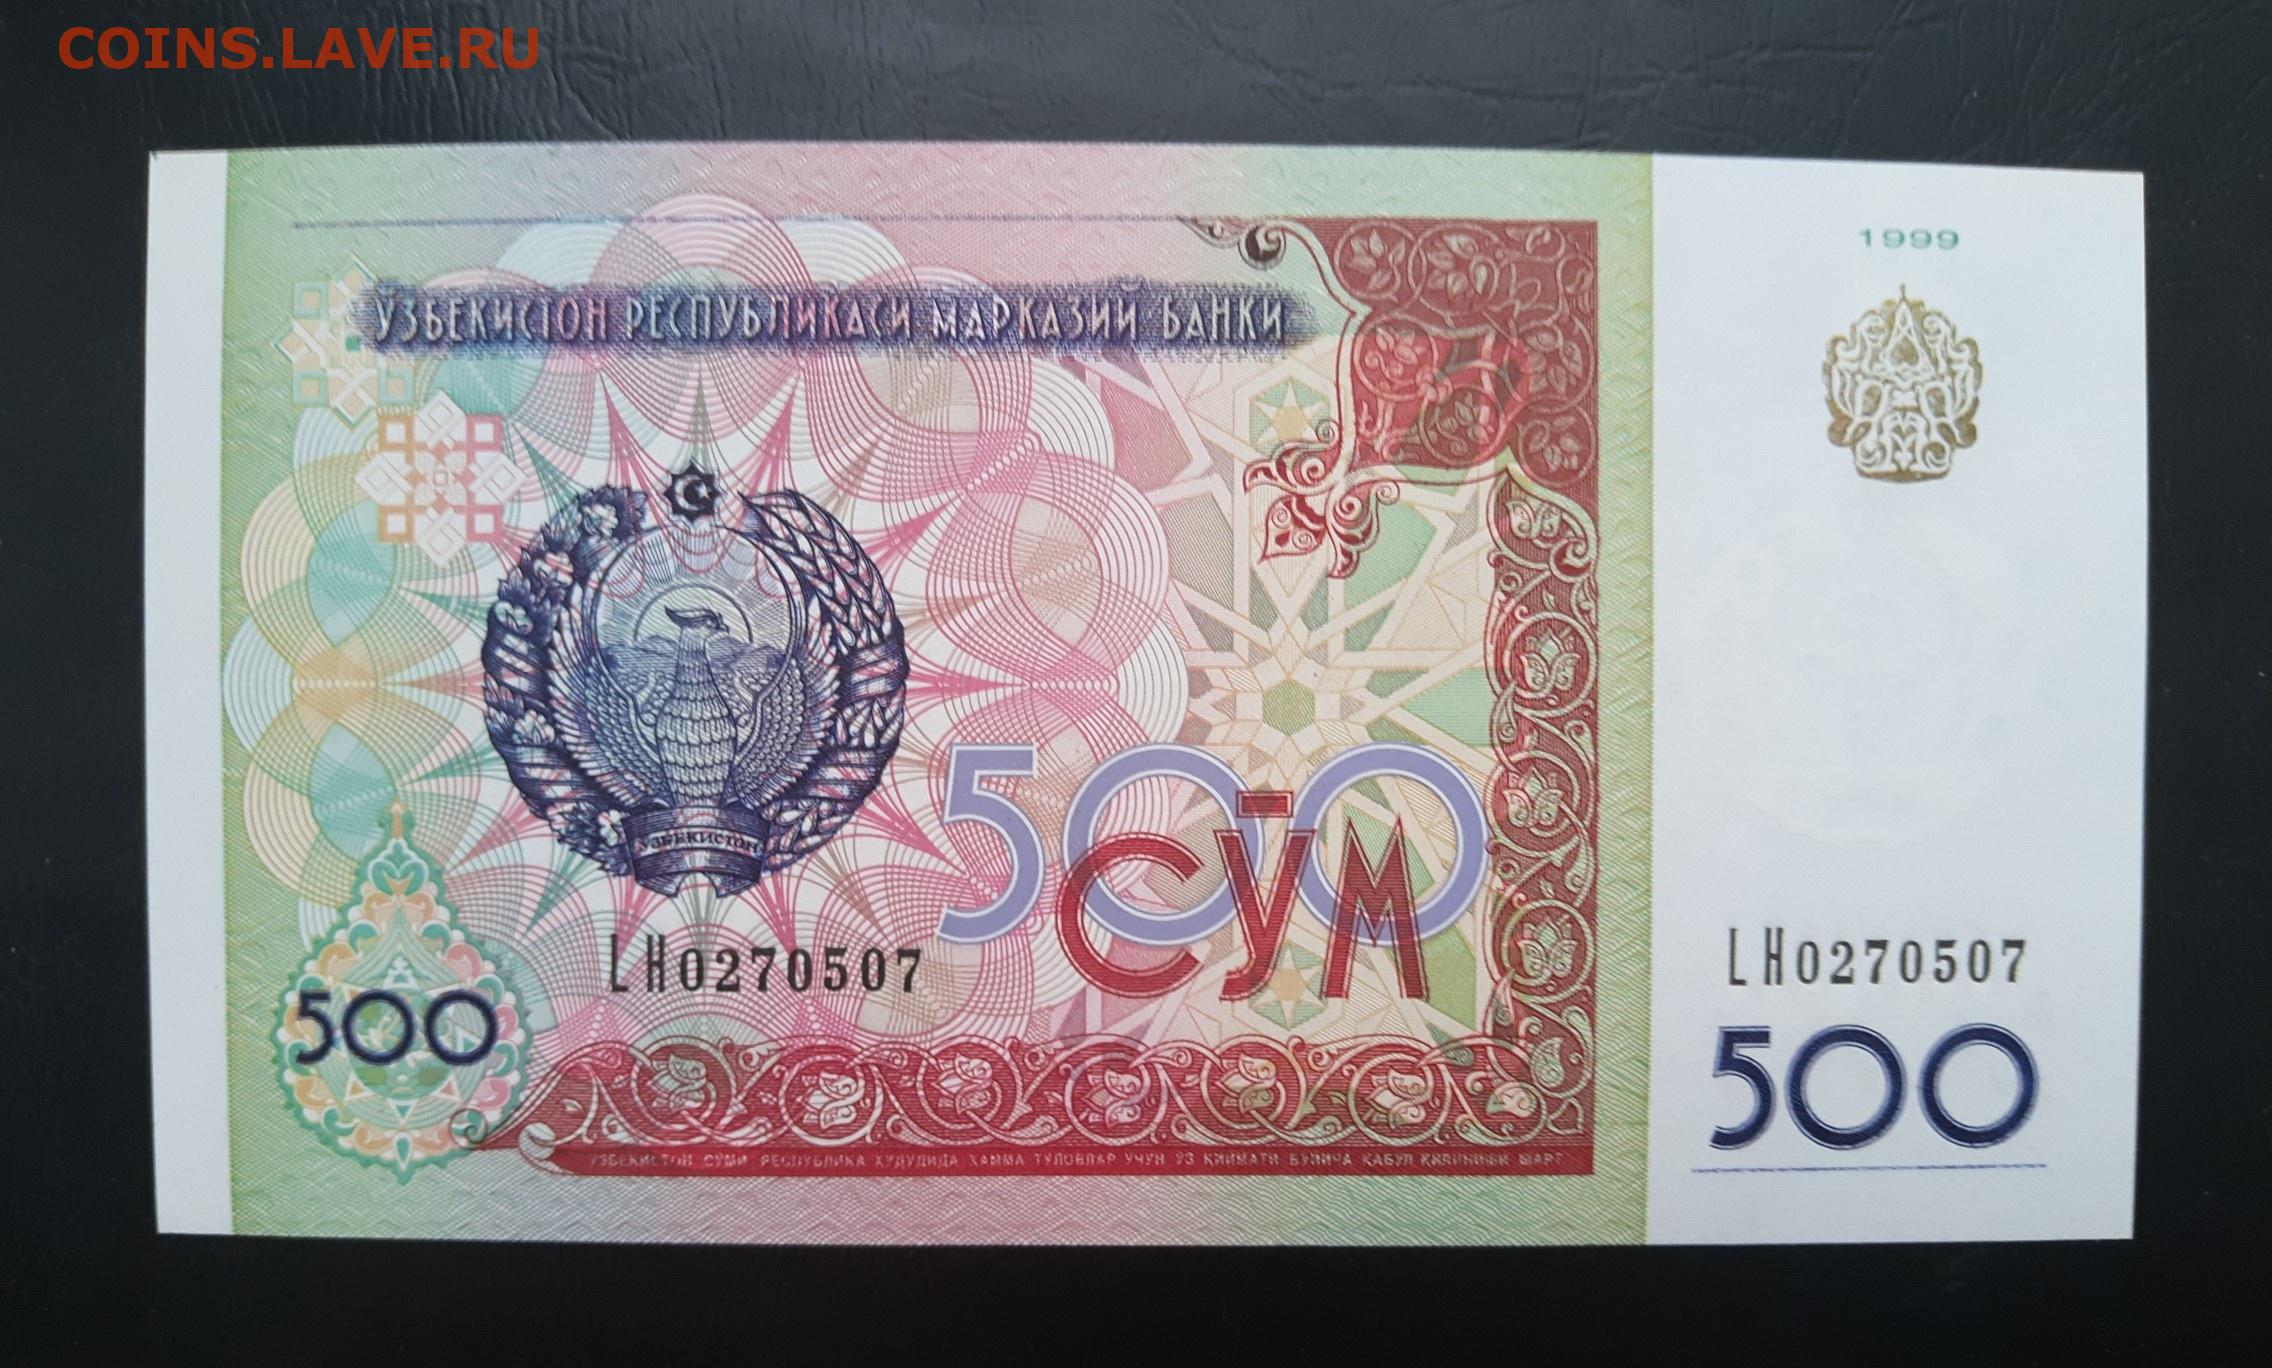 COINS.LAVE.RU
1999
ЎЗБЕКИСТОН РЕСПУБЛИКАСИ МАРКАЗИЙ БАНКИ
ЎЗБЕКИСТОН
500
СЎМ
LH0270507
LH0270507
500
500
ЎЗБЕКИСТОН СЎМИ РЕСПУБЛИКА ҲУДУДИДА ҲАММА ТЎЛОВЛАР УЧУН ЎЗ ҚИЙМАТИ БЎЙИЧА ҚАБУЛ ҚИЛИНИШИ ШАРТ